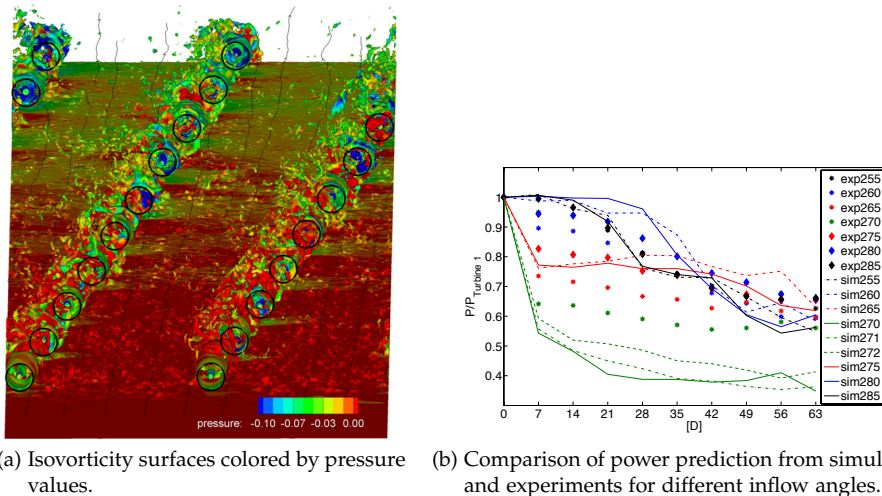 pressure: -0.10 -0.07 -0.03 0.00
(a) Isovorticity surfaces colored by pressure
values.
P/P Turbine 1
1
0.9
0.8
0.7
0.6
0.5
0.4
0 7 14 21 28 35 42 49 56 63
[D]
exp255
exp260
exp265
exp270
exp275
exp280
exp285
sim255
sim260
sim265
sim270
sim271
sim272
sim275
sim280
sim285
(b) Comparison of power prediction from simul
and experiments for different inflow angles.